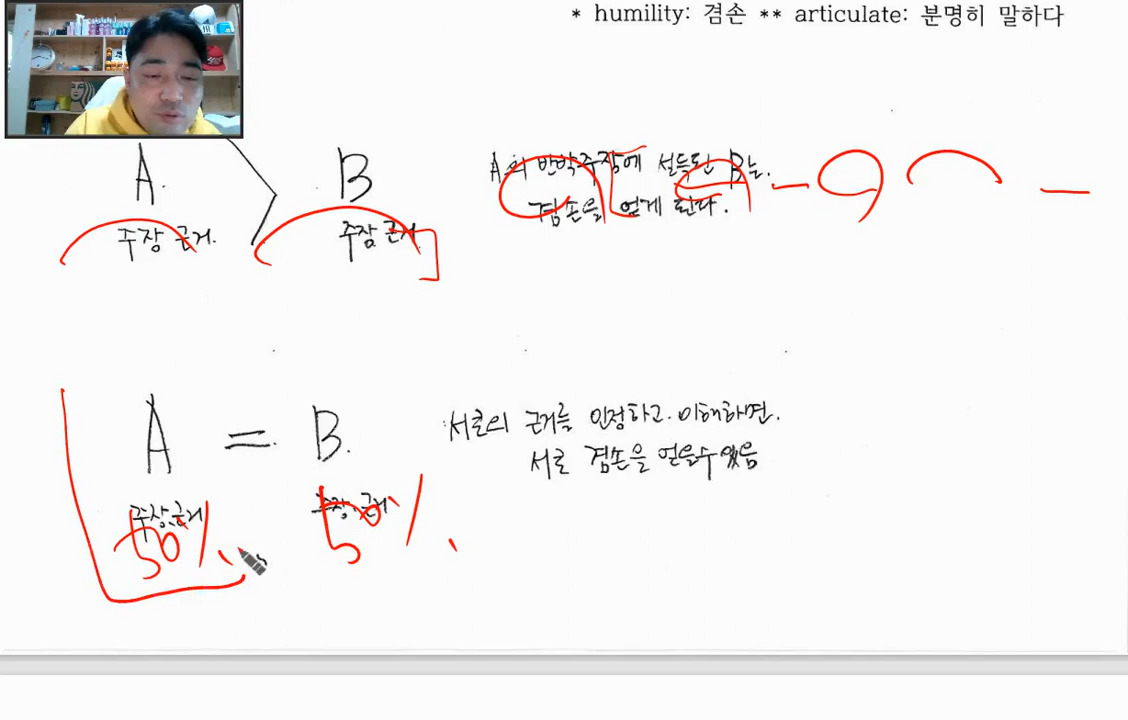 * humility: 겸손 ** articulate: 분명히 말하다
A. B A의 반박주장에 설득된 B는.
주장 근거. 주장 근거 겸손을 얻게 된다.
A = B. 서로의 근거를 인정하고. 이해하면.
서로 겸손을 얻을수 있음
주장.근거 주장.근거
50%. 50%.